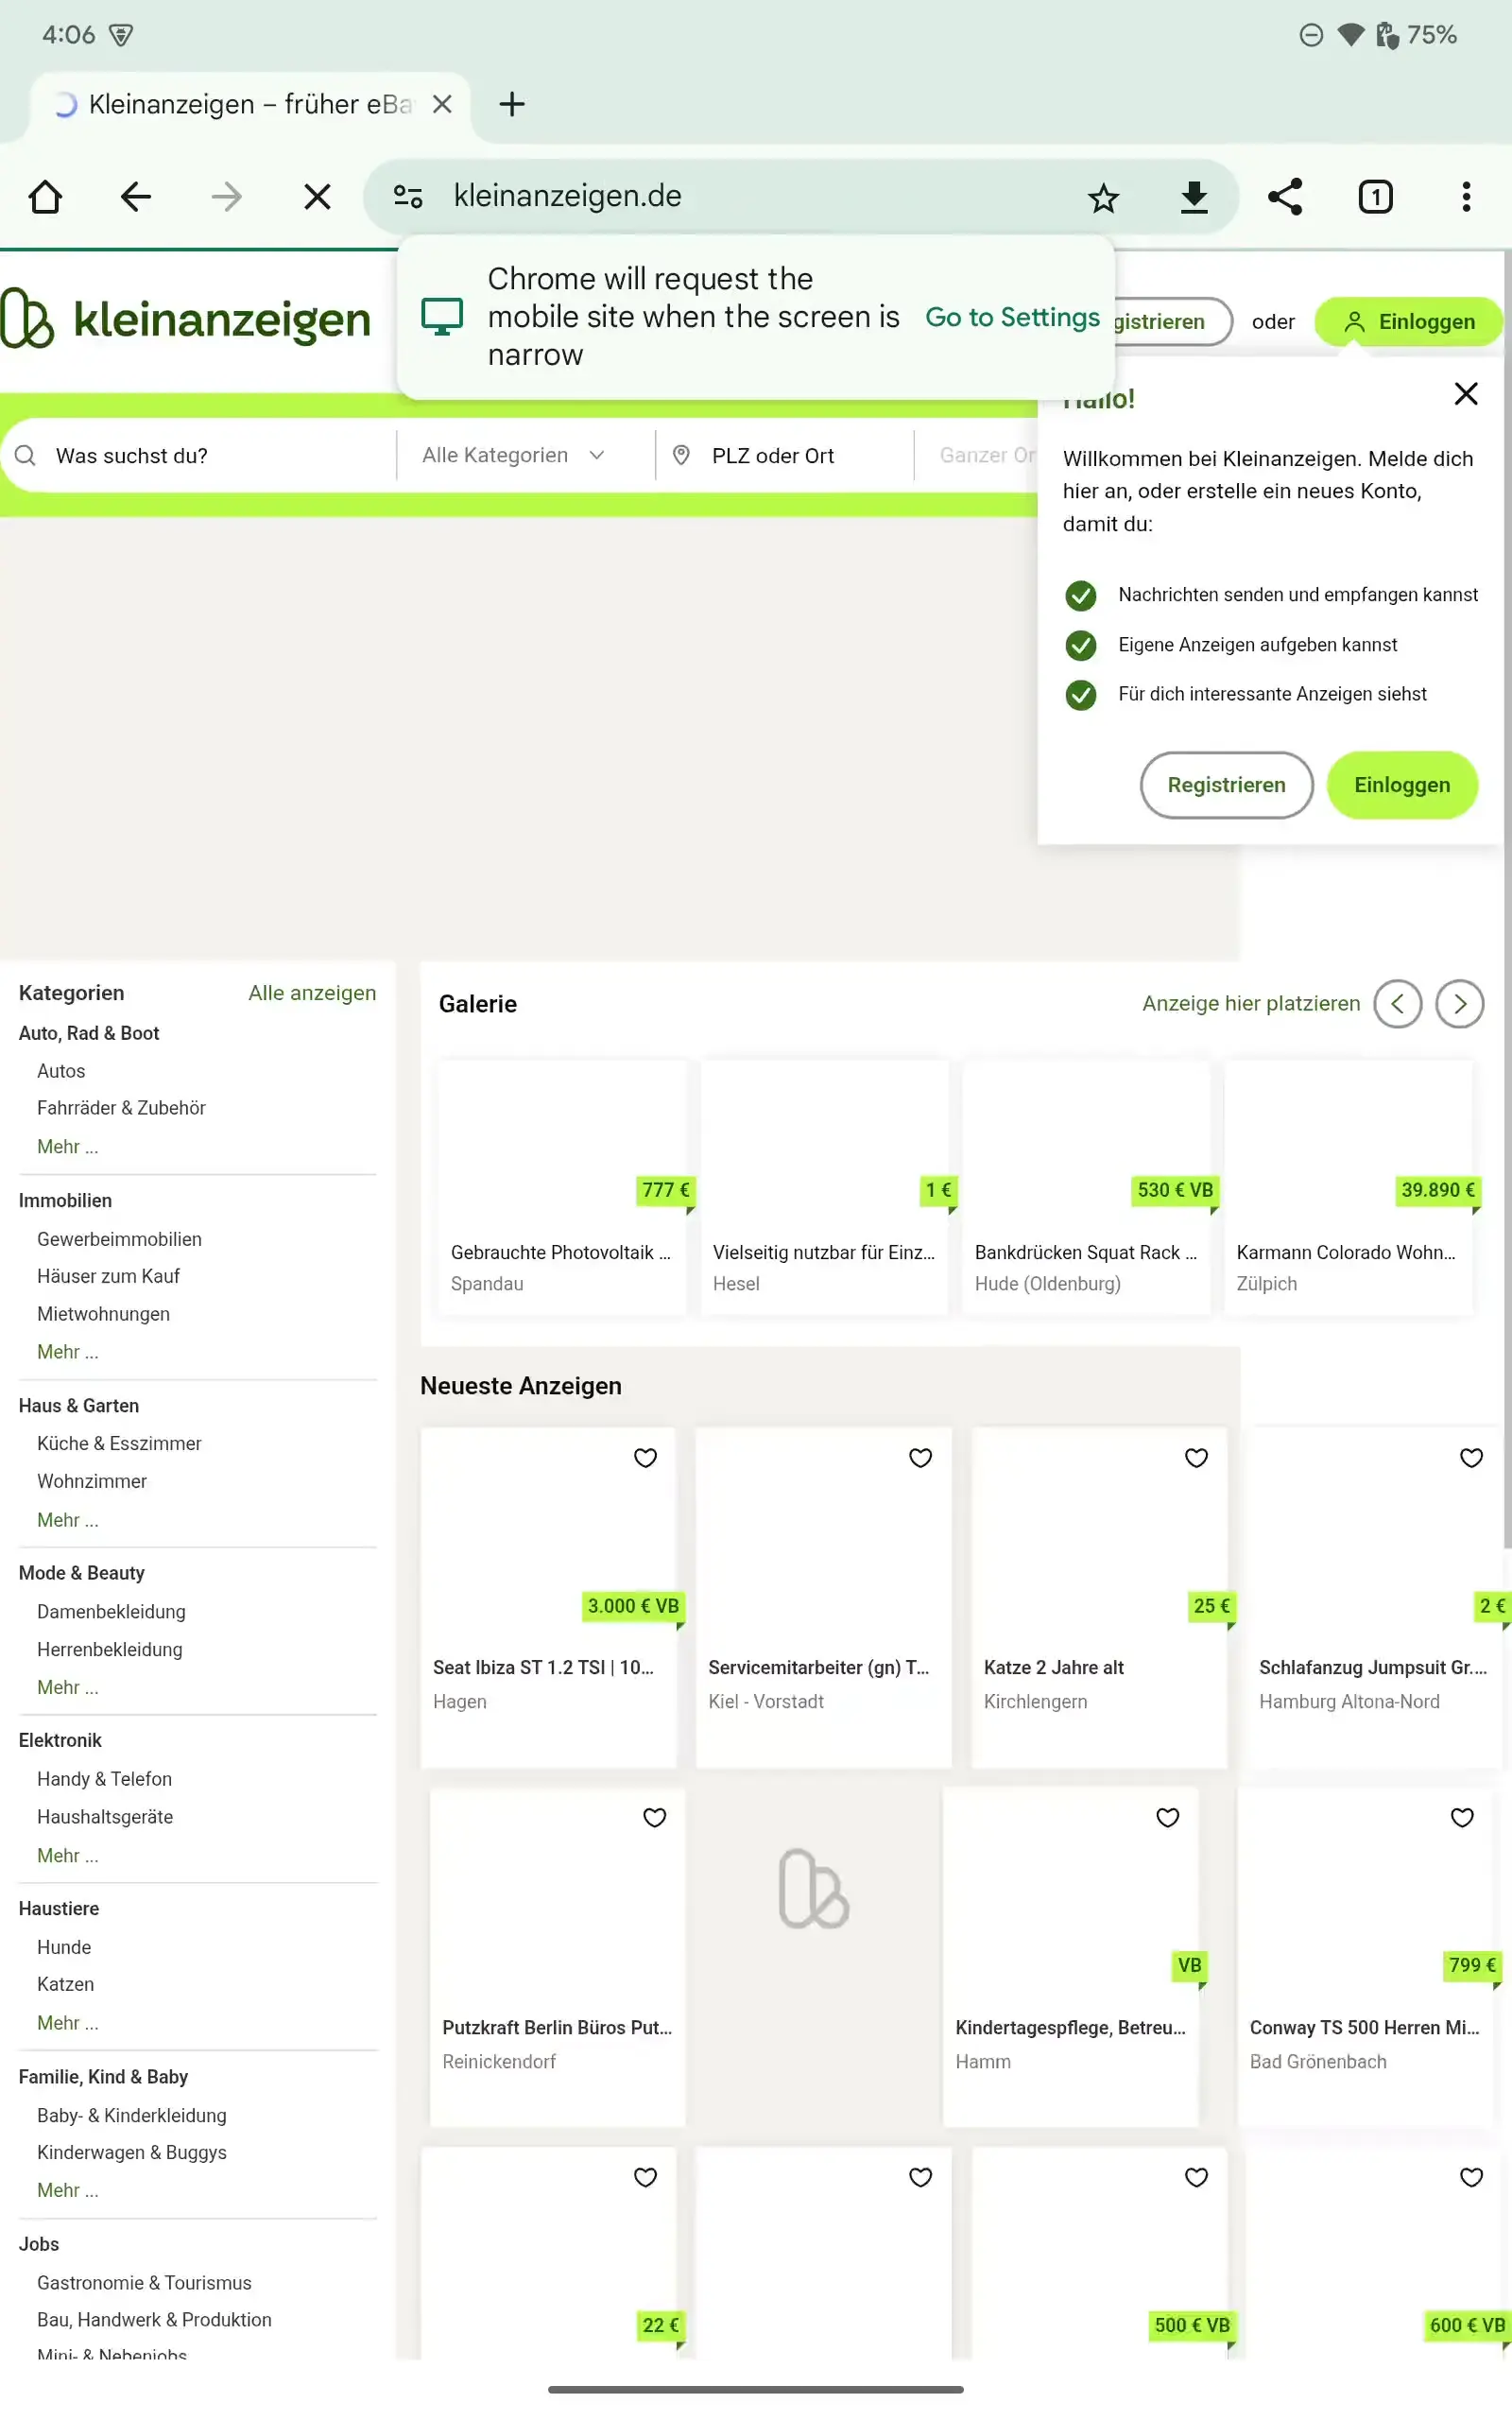 4:06
75%
Kleinanzeigen – früher eBa
kleinanzeigen.de
1
Chrome will request the
mobile site when the screen is
narrow
Go to Settings
kleinanzeigen
gistrieren
oder
Einloggen
Was suchst du?
Alle Kategorien
PLZ oder Ort
Ganzer Or
Hallo!
Willkommen bei Kleinanzeigen. Melde dich
hier an, oder erstelle ein neues Konto,
damit du:
Nachrichten senden und empfangen kannst
Eigene Anzeigen aufgeben kannst
Für dich interessante Anzeigen siehst
Registrieren
Einloggen
Kategorien
Alle anzeigen
Auto, Rad & Boot
Autos
Fahrräder & Zubehör
Mehr ...
Immobilien
Gewerbeimmobilien
Häuser zum Kauf
Mietwohnungen
Mehr ...
Haus & Garten
Küche & Esszimmer
Wohnzimmer
Mehr ...
Mode & Beauty
Damenbekleidung
Herrenbekleidung
Mehr ...
Elektronik
Handy & Telefon
Haushaltsgeräte
Mehr ...
Haustiere
Hunde
Katzen
Mehr ...
Familie, Kind & Baby
Baby- & Kinderkleidung
Kinderwagen & Buggys
Mehr ...
Jobs
Gastronomie & Tourismus
Bau, Handwerk & Produktion
Mini- & Nebenjobs
Galerie
Anzeige hier platzieren
777 €
Gebrauchte Photovoltaik ...
Spandau
1 €
Vielseitig nutzbar für Einz...
Hesel
530 € VB
Bankdrücken Squat Rack ...
Hude (Oldenburg)
39.890 €
Karmann Colorado Wohn...
Zülpich
Neueste Anzeigen
3.000 € VB
Seat Ibiza ST 1.2 TSI | 10...
Hagen
Servicemitarbeiter (gn) T...
Kiel - Vorstadt
25 €
Katze 2 Jahre alt
Kirchlengern
2 €
Schlafanzug Jumpsuit Gr....
Hamburg Altona-Nord
Putzkraft Berlin Büros Put...
Reinickendorf
VB
Kindertagespflege, Betreu...
Hamm
799 €
Conway TS 500 Herren Mi...
Bad Grönenbach
22 €
500 € VB
600 € VB